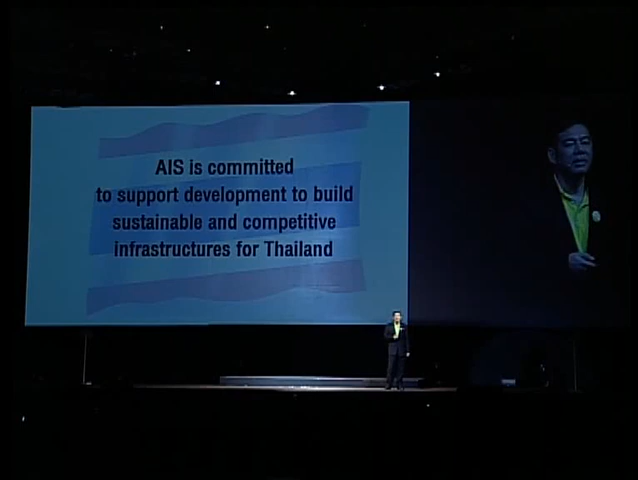 AIS is committed
to support development to build
sustainable and competitive
infrastructures for Thailand